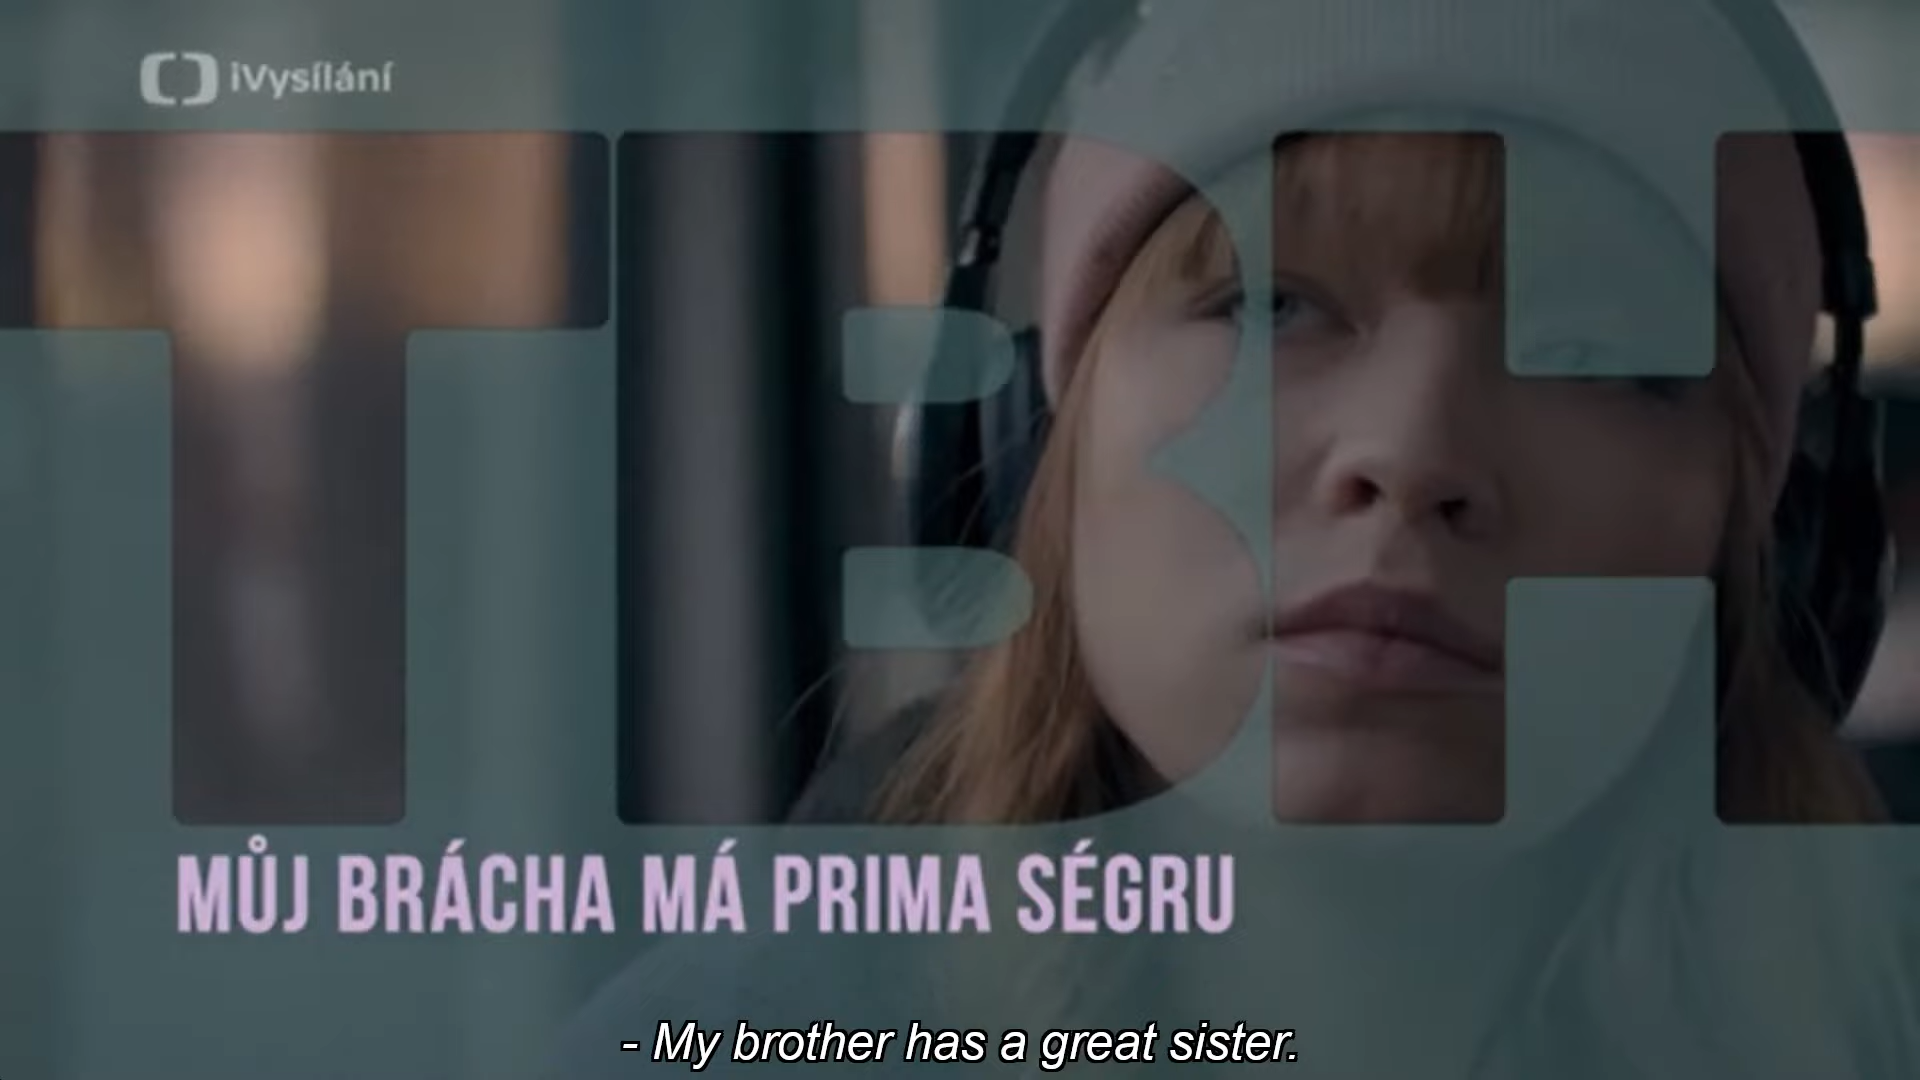 iVysílání
TBH
MŮJ BRÁCHA MÁ PRIMA SÉGRU
- My brother has a great sister.